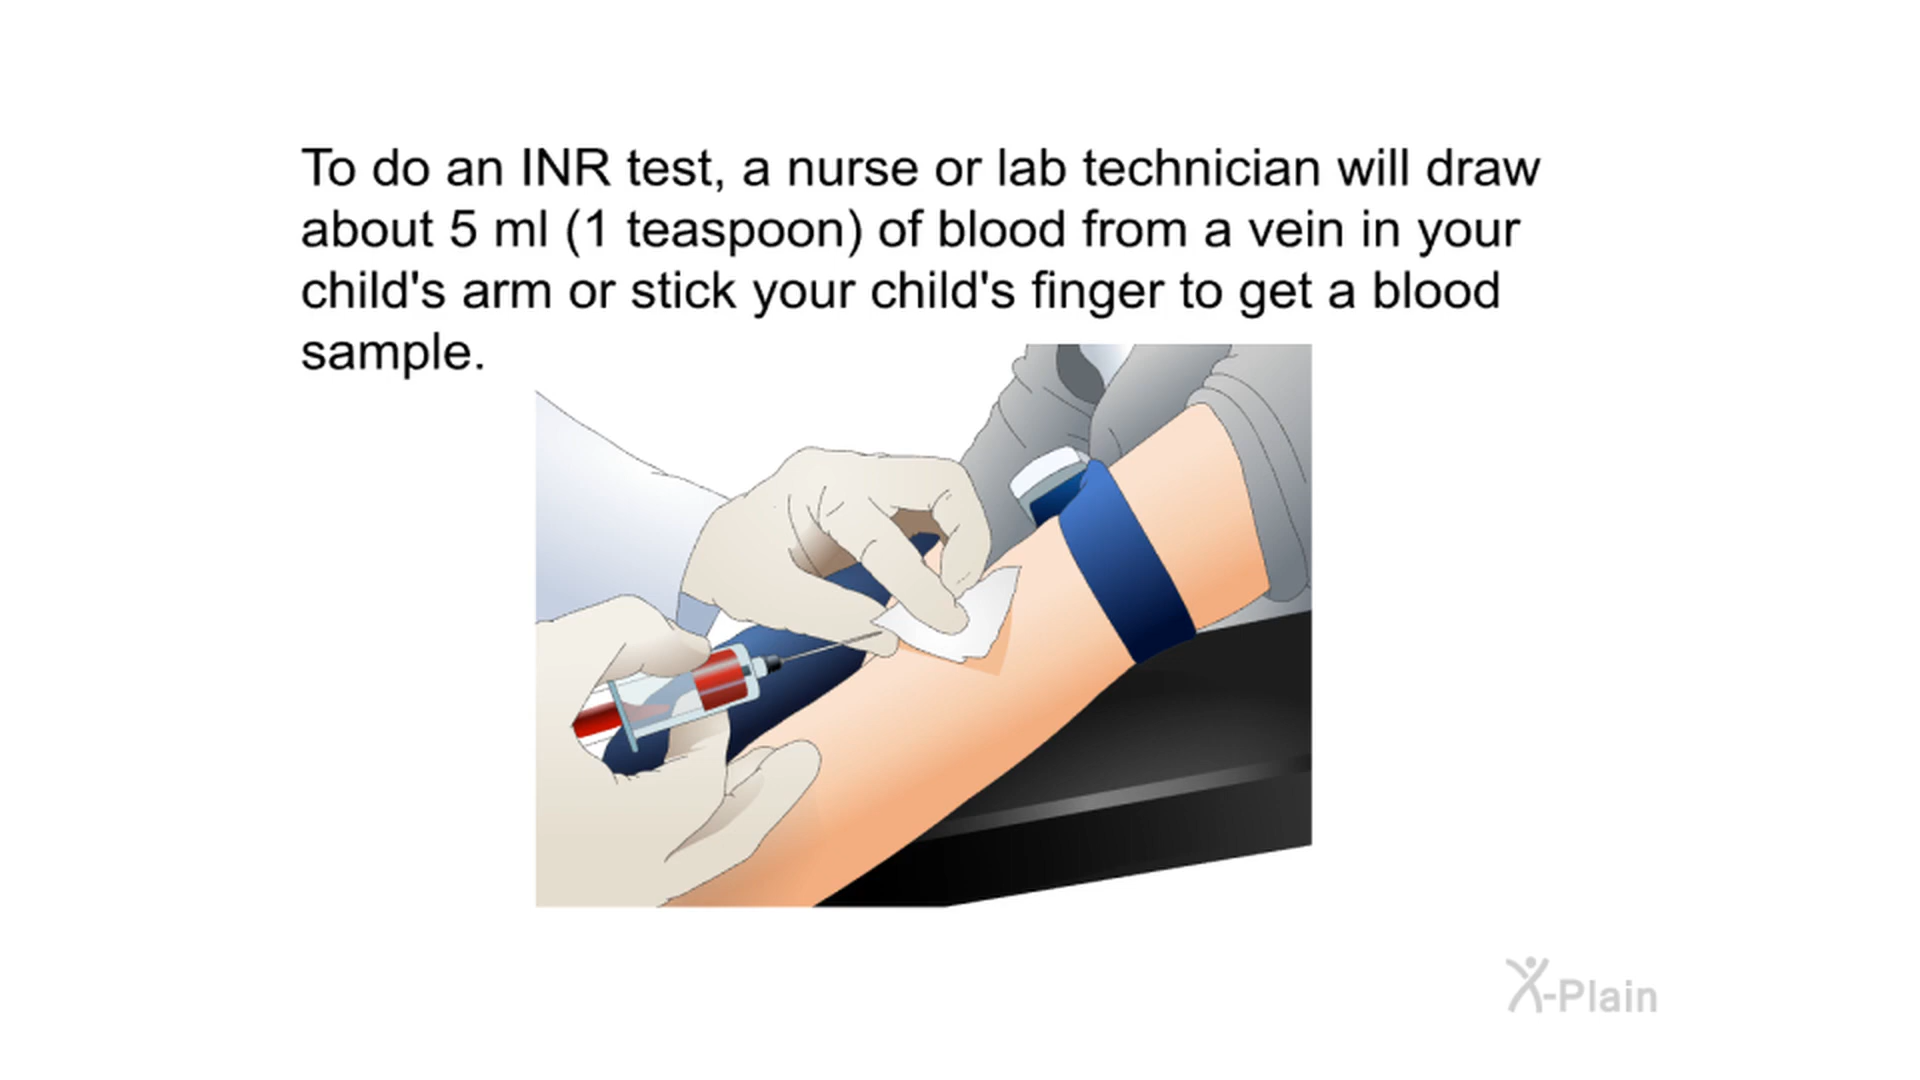 To do an INR test, a nurse or lab technician will draw
about 5 ml (1 teaspoon) of blood from a vein in your
child's arm or stick your child's finger to get a blood
sample.
X-Plain